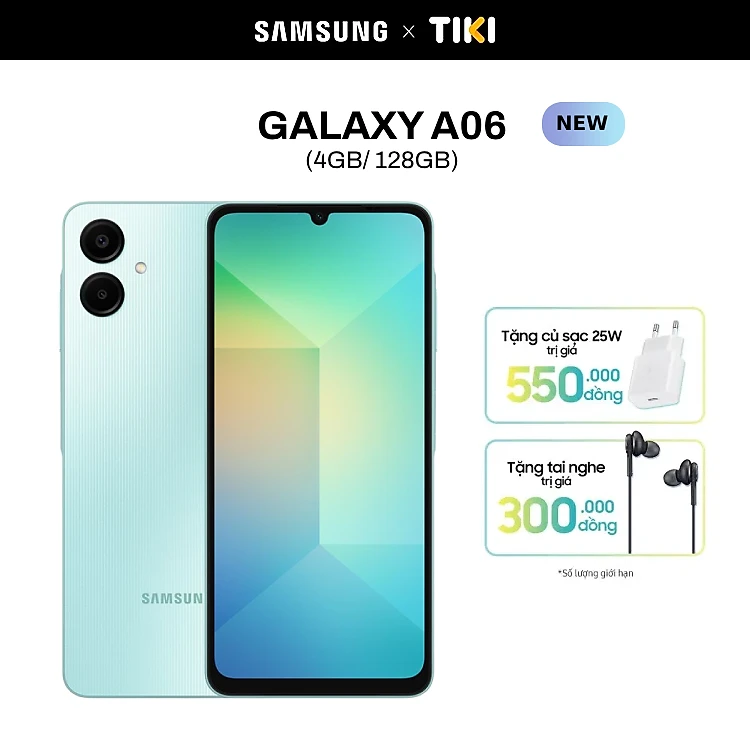 SAMSUNG × TIKI
GALAXY A06
NEW
(4GB/ 128GB)
Tặng củ sạc 25W
trị giá
550.000
đồng
Tặng tai nghe
trị giá
300.000
đồng
*Số lượng giới hạn
SAMSUN